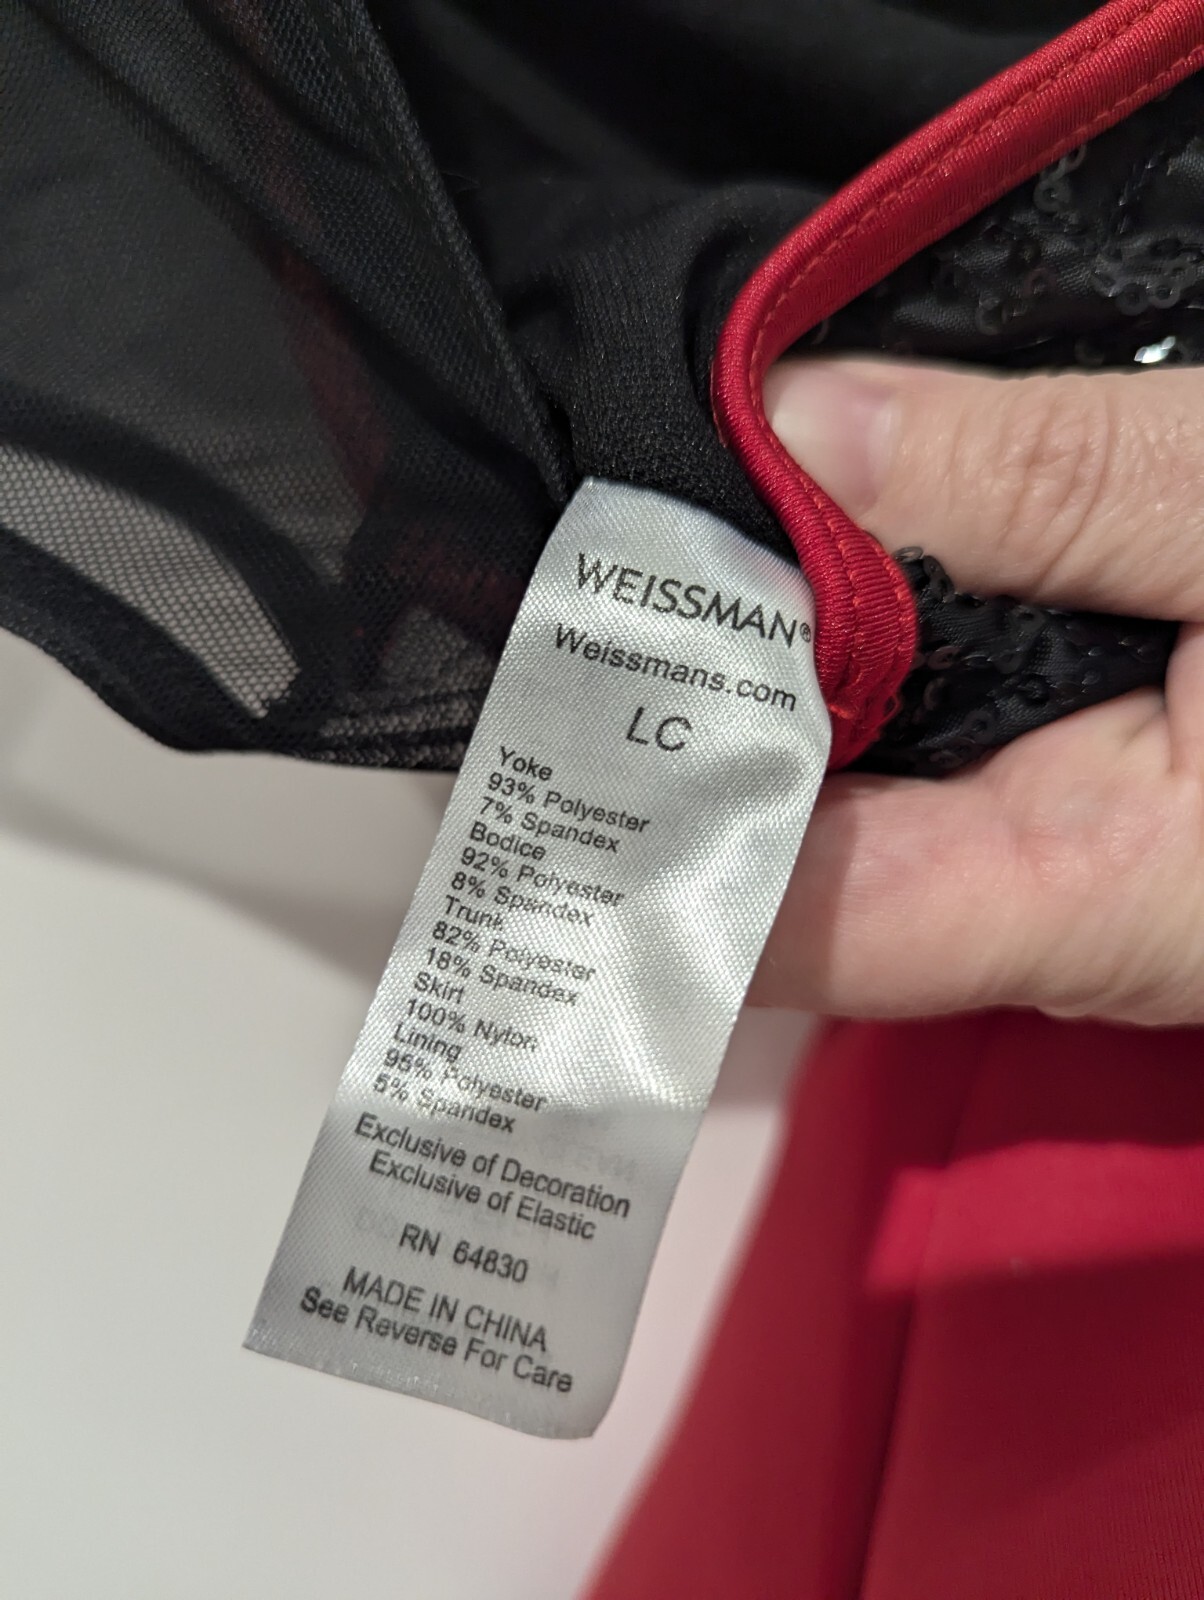 WEISSMAN®
Weissmans.com
LC
Yoke
93% Polyester
7% Spandex
Bodice
92% Polyester
8% Spandex
Trunk
82% Polyester
18% Spandex
Skirt
100% Nylon
Lining
95% Polyester
5% Spandex
Exclusive of Decoration
Exclusive of Elastic
RN 64830
MADE IN CHINA
See Reverse For Care